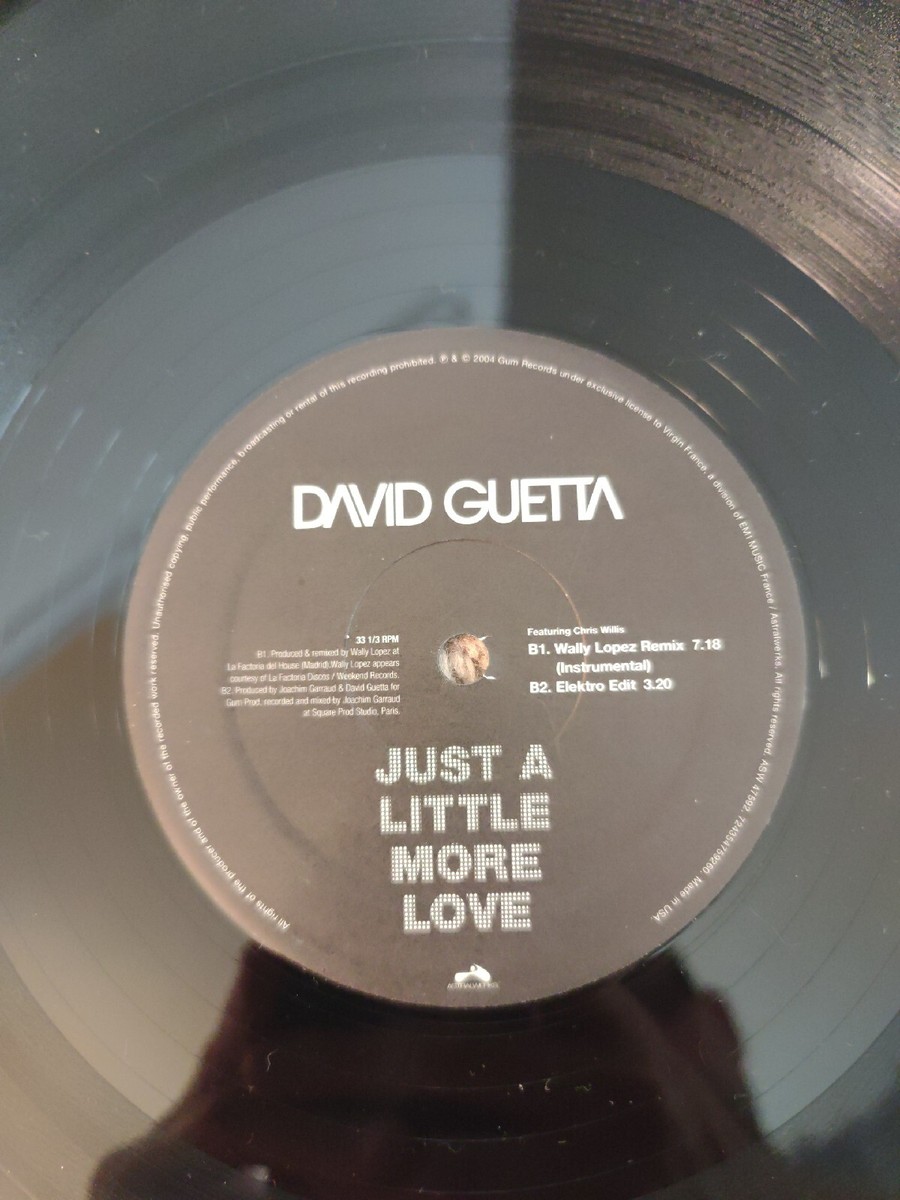 All rights of the producer and of the owner of the recorded work reserved. Unauthorised copying, public performance, broadcasting or rental of this recording prohibited. ℗ & © 2004 Gum Records under exclusive license to Virgin France, a division of EMI MUSIC France / Astralwerks. All rights reserved. ASW 47592. 724354759260. Made in USA
DAVID GUETTA
33 1/3 RPM
B1. Produced & remixed by Wally Lopez at
La Factoria del House (Madrid).Wally Lopez appears
courtesy of La Factoria Discos / Weekend Records.
B2. Produced by Joachim Garraud & David Guetta for
Gum Prod. recorded and mixed by Joachim Garraud
at Square Prod Studio, Paris.
Featuring Chris Willis
B1. Wally Lopez Remix 7.18
(Instrumental)
B2. Elektro Edit 3.20
JUST A
LITTLE
MORE
LOVE
ASTRALWERKS